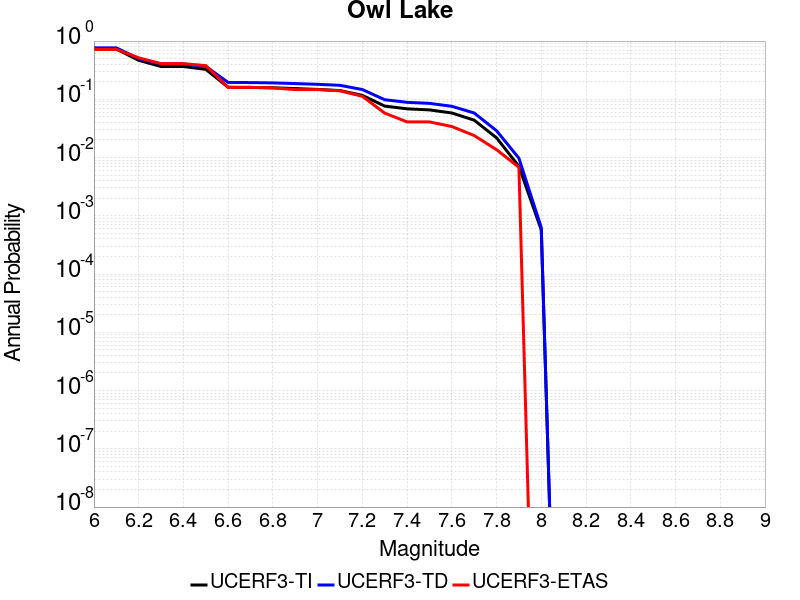 Owl Lake
10^0
10^-1
10^-2
10^-3
10^-4
10^-5
10^-6
10^-7
10^-8
Annual Probability
6 6.2 6.4 6.6 6.8 7 7.2 7.4 7.6 7.8 8 8.2 8.4 8.6 8.8 9
Magnitude
UCERF3-TI UCERF3-TD UCERF3-ETAS